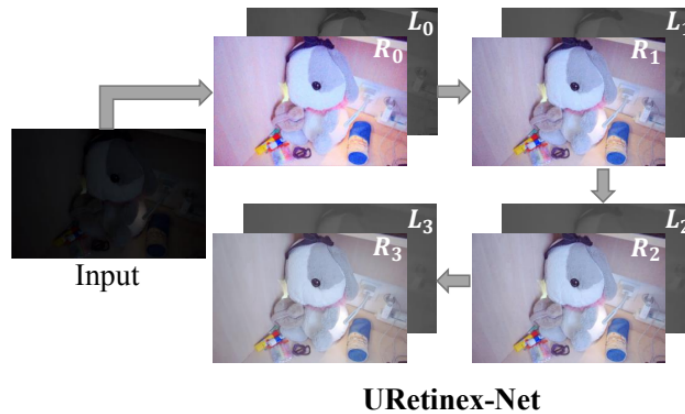 L₀
R₀
L₁
R₁
Input
L₃
R₃
L₂
R₂
URetinex-Net